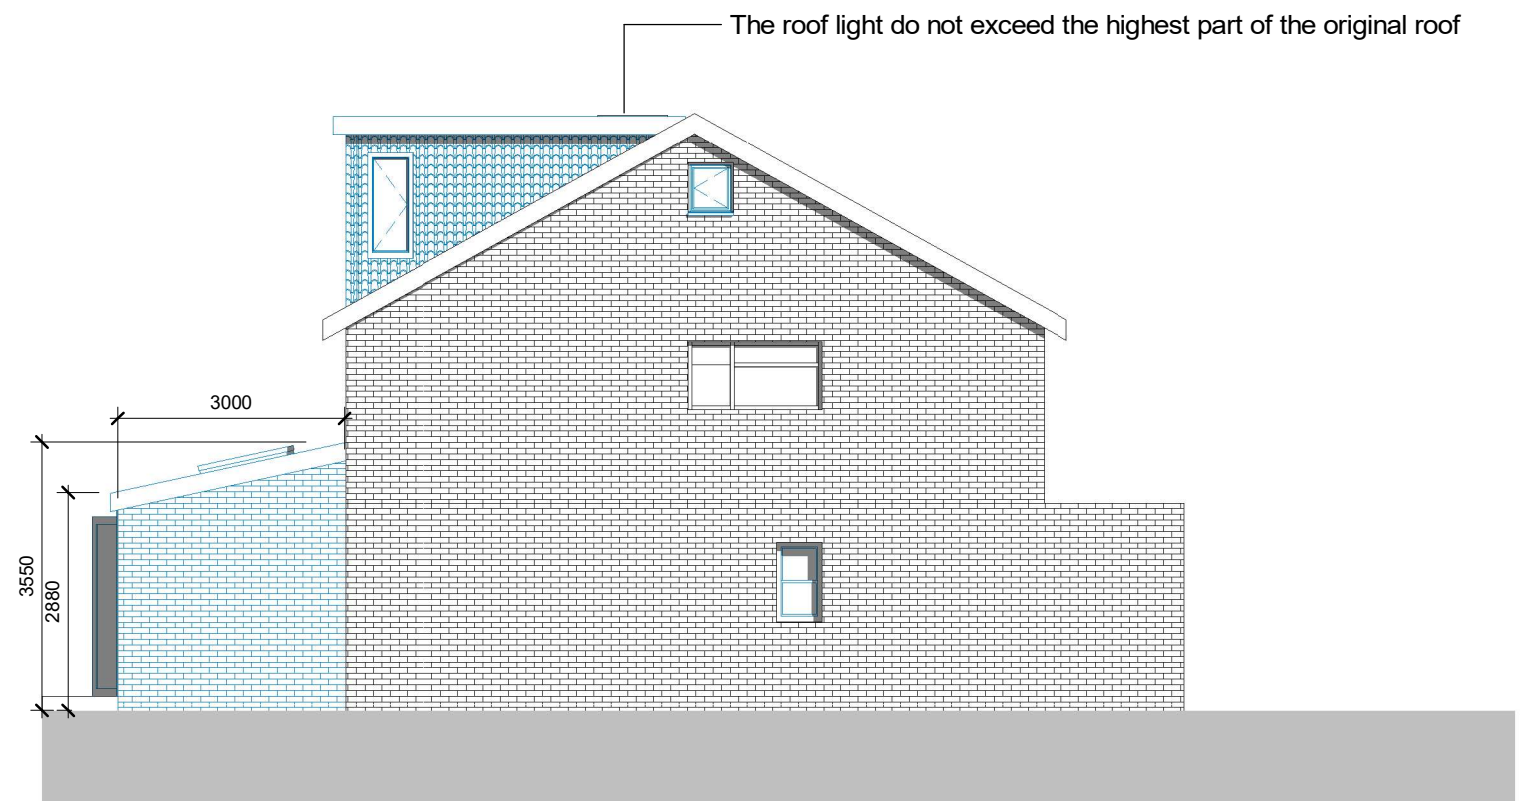 The roof light do not exceed the highest part of the original roof
3000
3550
2880